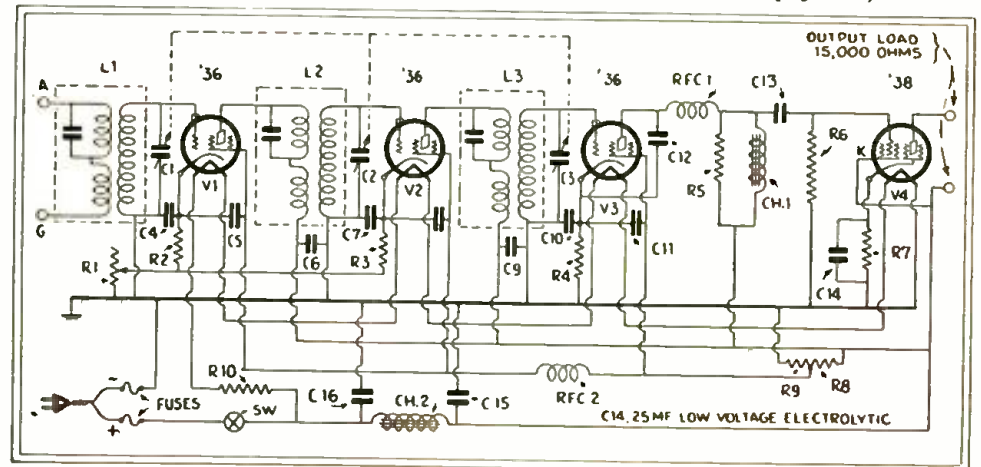 OUTPUT LOAD
15,000 OHMS
L1
'36
L2
'36
L3
'36
RFC1
C13
'38
A
G
C1
V1
C2
V2
C3
V3
C12
R5
CH.1
R6
K
V4
C4
R2
C5
C6
C7
R3
C9
C10
R4
C11
C14
R7
R1
R10
R9
R8
-
FUSES
+
SW
C16
CH.2
C15
RFC2
C14.25MF LOW VOLTAGE ELECTROLYTIC